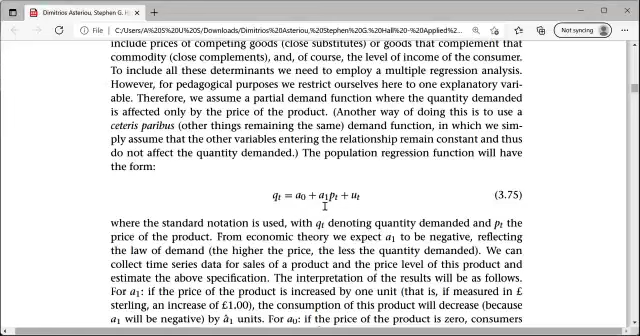 Dimitrios Asteriou, Stephen G. H
File
C:/Users/A%20S%20U%20S/Downloads/Dimitrios%20Asteriou,%20Stephen%20G.%20Hall%20-%20Applied%2...
Not syncing
include prices of competing goods (close substitutes) or goods that complement that
commodity (close complements), and, of course, the level of income of the consumer.
To include all these determinants we need to employ a multiple regression analysis.
However, for pedagogical purposes we restrict ourselves here to one explanatory vari-
able. Therefore, we assume a partial demand function where the quantity demanded
is affected only by the price of the product. (Another way of doing this is to use a
ceteris paribus (other things remaining the same) demand function, in which we sim-
ply assume that the other variables entering the relationship remain constant and thus
do not affect the quantity demanded.) The population regression function will have
the form:
qt = a0 + a1pt + ut (3.75)
where the standard notation is used, with qt denoting quantity demanded and pt the
price of the product. From economic theory we expect a1 to be negative, reflecting
the law of demand (the higher the price, the less the quantity demanded). We can
collect time series data for sales of a product and the price level of this product and
estimate the above specification. The interpretation of the results will be as follows.
For a1: if the price of the product is increased by one unit (that is, if measured in £
sterling, an increase of £1.00), the consumption of this product will decrease (because
a1 will be negative) by â1 units. For a0: if the price of the product is zero, consumers